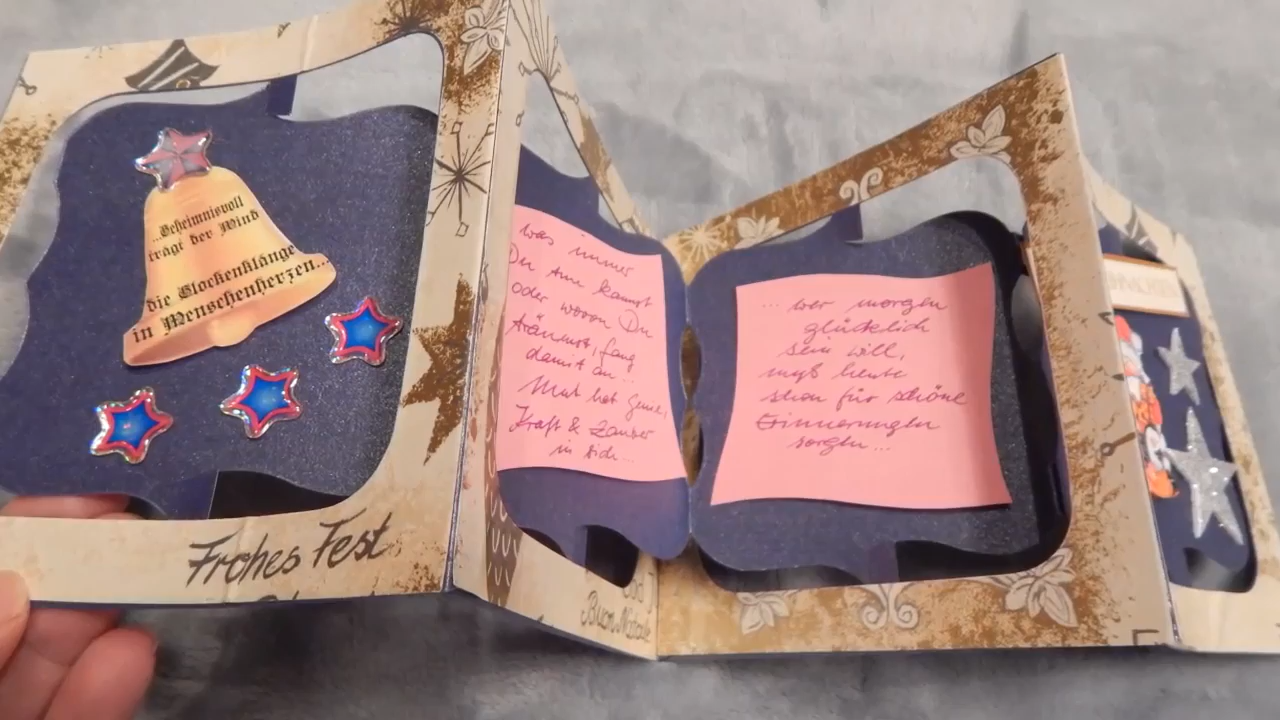 ...Geheimnisvoll
trägt der Wind
die Glockenklänge
in Menschenherzen...
Frohes Fest
was immer
Du tun kannst
oder wovon Du
träumst, fang
damit an...
Mut hat Genie,
Kraft & Zauber
in sich...
Buon Natale
... wer morgen
glücklich
sein will,
muß heute
schon für schöne
Erinnerungen
sorgen...